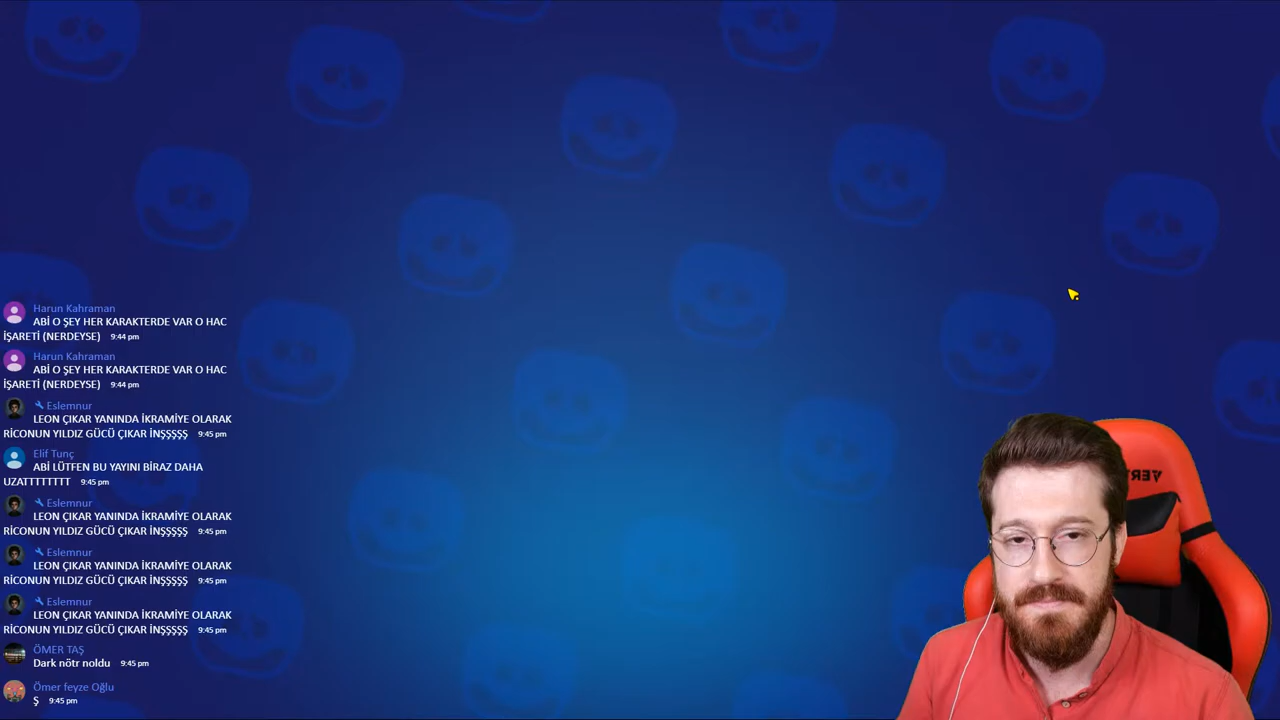 Harun Kahraman
ABİ O ŞEY HER KARAKTERDE VAR O HAC
İŞARETİ (NERDEYSE) 9:44 pm
Harun Kahraman
ABİ O ŞEY HER KARAKTERDE VAR O HAC
İŞARETİ (NERDEYSE) 9:44 pm
Eslemnur
LEON ÇIKAR YANINDA İKRAMİYE OLARAK
RİCONUN YILDIZ GÜCÜ ÇIKAR İNŞŞŞŞŞ 9:45 pm
Elif Tunç
ABİ LÜTFEN BU YAYINI BİRAZ DAHA
UZATTTTTTTT 9:45 pm
Eslemnur
LEON ÇIKAR YANINDA İKRAMİYE OLARAK
RİCONUN YILDIZ GÜCÜ ÇIKAR İNŞŞŞŞŞ 9:45 pm
Eslemnur
LEON ÇIKAR YANINDA İKRAMİYE OLARAK
RİCONUN YILDIZ GÜCÜ ÇIKAR İNŞŞŞŞŞ 9:45 pm
Eslemnur
LEON ÇIKAR YANINDA İKRAMİYE OLARAK
RİCONUN YILDIZ GÜCÜ ÇIKAR İNŞŞŞŞŞ 9:45 pm
ÖMER TAŞ
Dark nötr noldu 9:45 pm
Ömer feyze Oğlu
Ş 9:45 pm